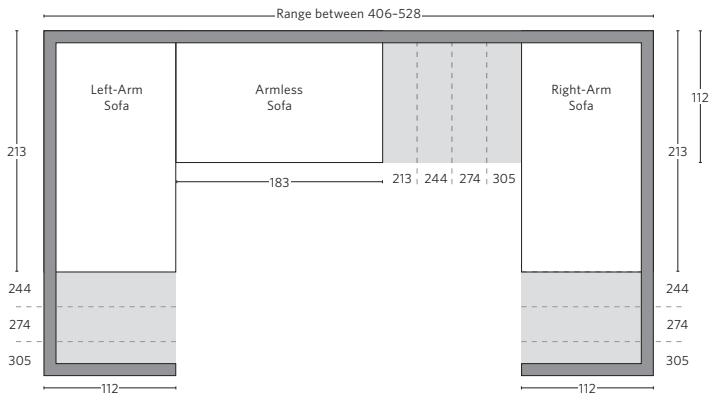 Range between 406–528
Left-Arm
Sofa
Armless
Sofa
Right-Arm
Sofa
112
213
213
183
213 244 274 305
244
274
305
244
274
305
112
112